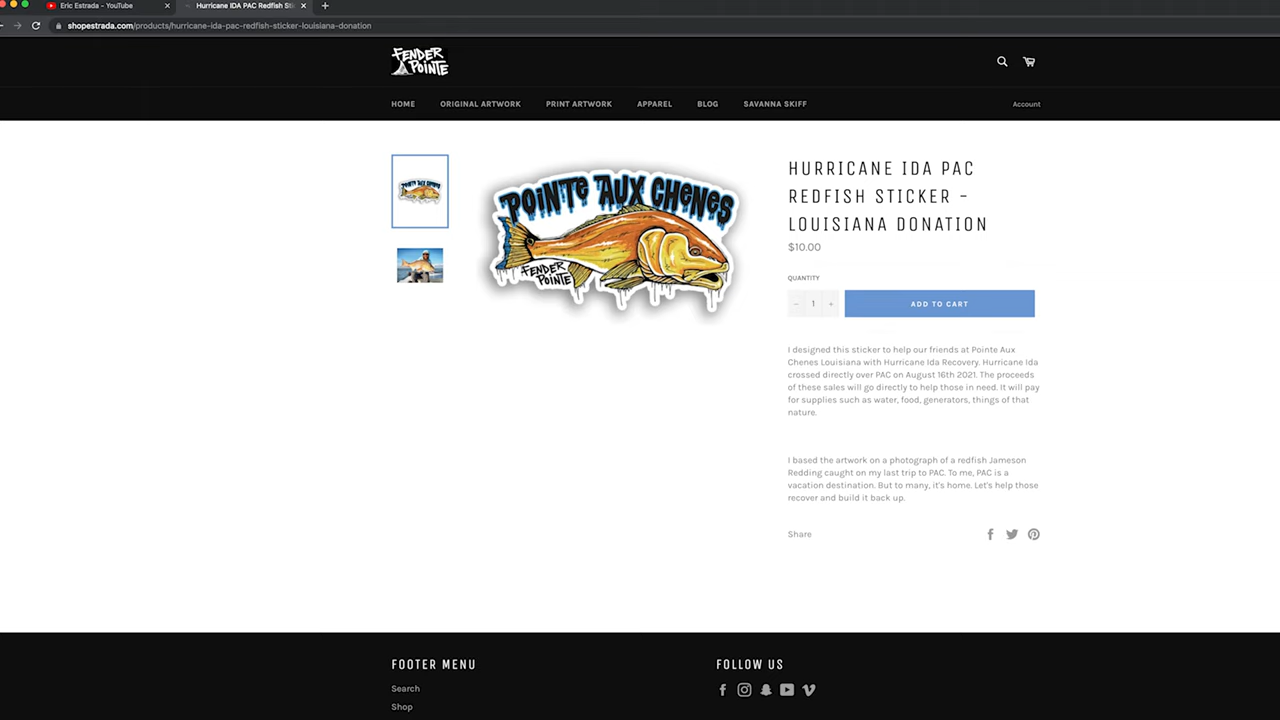 Eric Estrada - YouTube
Hurricane IDA PAC Redfish Sti
shopestrada.com/products/hurricane-ida-pac-redfish-sticker-louisiana-donation
FENDER
POINTE
HOME ORIGINAL ARTWORK PRINT ARTWORK APPAREL BLOG SAVANNA SKIFF Account
POINTE AUX CHENES
POINTE AUX CHENES
FENDER
POINTE
HURRICANE IDA PAC
REDFISH STICKER -
LOUISIANA DONATION
$10.00
QUANTITY
− 1 +
ADD TO CART
I designed this sticker to help our friends at Pointe Aux
Chenes Louisiana with Hurricane Ida Recovery. Hurricane Ida
crossed directly over PAC on August 16th 2021. The proceeds
of these sales will go directly to help those in need. It will pay
for supplies such as water, food, generators, things of that
nature.
I based the artwork on a photograph of a redfish Jameson
Redding caught on my last trip to PAC. To me, PAC is a
vacation destination. But to many, it's home. Let's help those
recover and build it back up.
Share
FOOTER MENU
Search
Shop
FOLLOW US